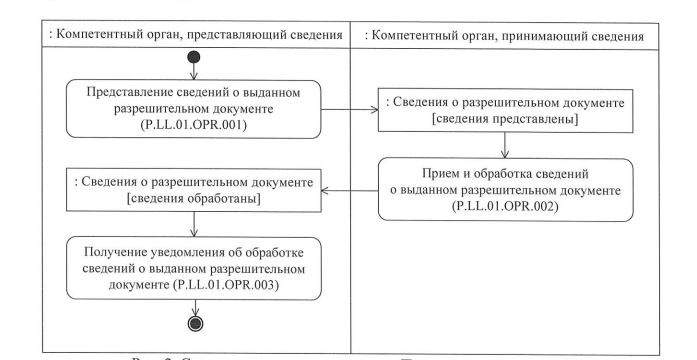 : Компетентный орган, представляющий сведения
: Компетентный орган, принимающий сведения
Представление сведений о выданном
разрешительном документе
(P.LL.01.OPR.001)
: Сведения о разрешительном документе
[сведения представлены]
Прием и обработка сведений
о выданном разрешительном документе
(P.LL.01.OPR.002)
: Сведения о разрешительном документе
[сведения обработаны]
Получение уведомления об обработке
сведений о выданном разрешительном
документе (P.LL.01.OPR.003)